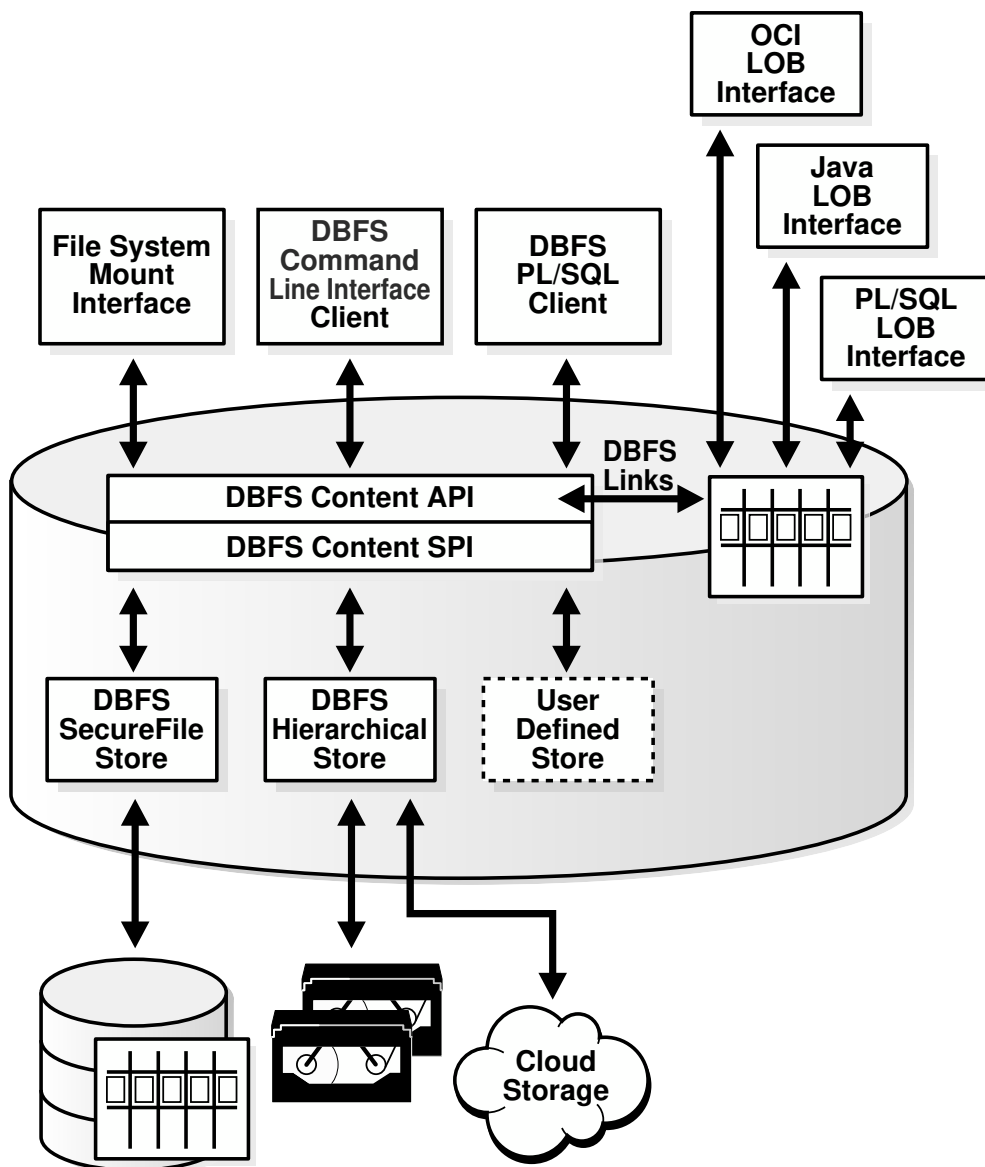 OCI
LOB
Interface
Java
LOB
Interface
PL/SQL
LOB
Interface
File System
Mount
Interface
DBFS
Command
Line Interface
Client
DBFS
PL/SQL
Client
DBFS
Links
DBFS Content API
DBFS Content SPI
DBFS
SecureFile
Store
DBFS
Hierarchical
Store
User
Defined
Store
Cloud
Storage